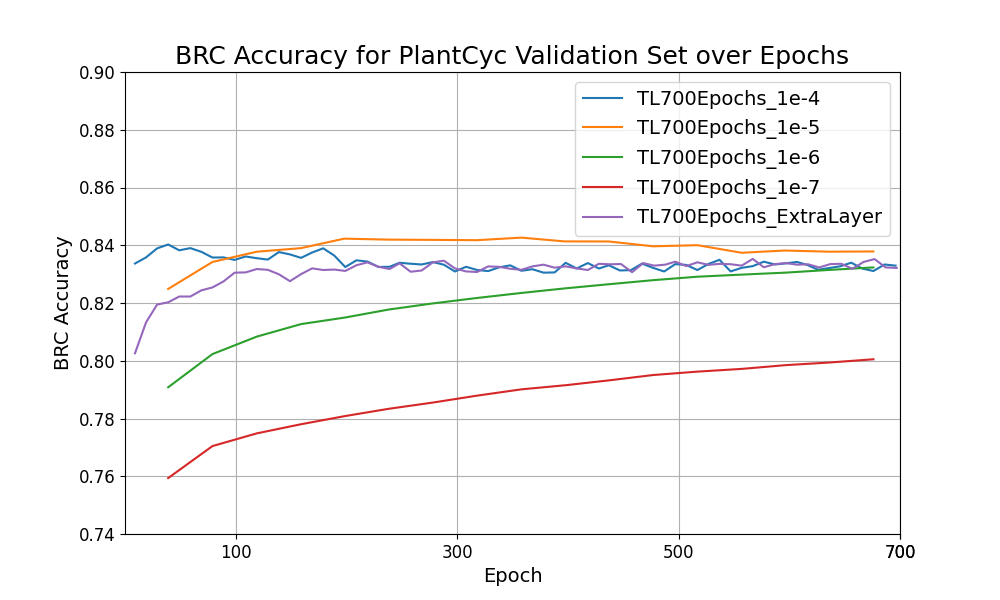 BRC Accuracy for PlantCyc Validation Set over Epochs
BRC Accuracy
0.90
0.88
0.86
0.84
0.82
0.80
0.78
0.76
0.74
TL700Epochs_1e-4
TL700Epochs_1e-5
TL700Epochs_1e-6
TL700Epochs_1e-7
TL700Epochs_ExtraLayer
100 300 500 700
Epoch